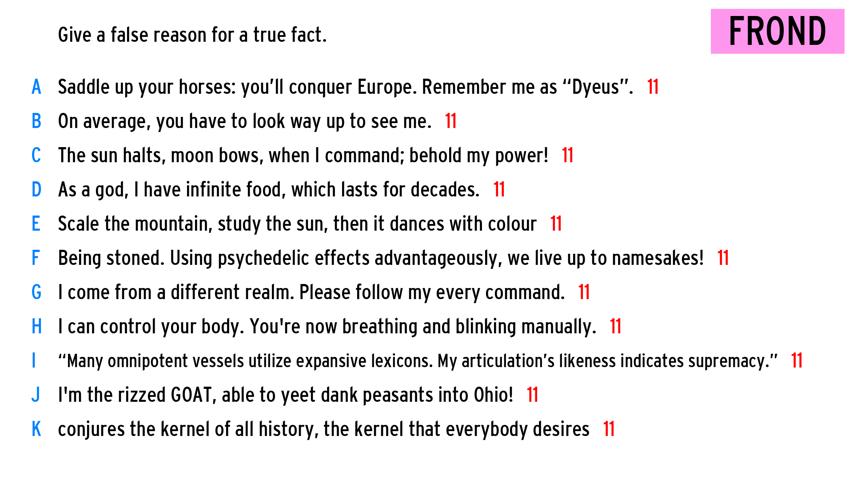 Give a false reason for a true fact.
FROND
A Saddle up your horses: you'll conquer Europe. Remember me as “Dyeus”. 11
B On average, you have to look way up to see me. 11
C The sun halts, moon bows, when I command; behold my power! 11
D As a god, I have infinite food, which lasts for decades. 11
E Scale the mountain, study the sun, then it dances with colour 11
F Being stoned. Using psychedelic effects advantageously, we live up to namesakes! 11
G I come from a different realm. Please follow my every command. 11
H I can control your body. You're now breathing and blinking manually. 11
I “Many omnipotent vessels utilize expansive lexicons. My articulation's likeness indicates supremacy.” 11
J I'm the rizzed GOAT, able to yeet dank peasants into Ohio! 11
K conjures the kernel of all history, the kernel that everybody desires 11